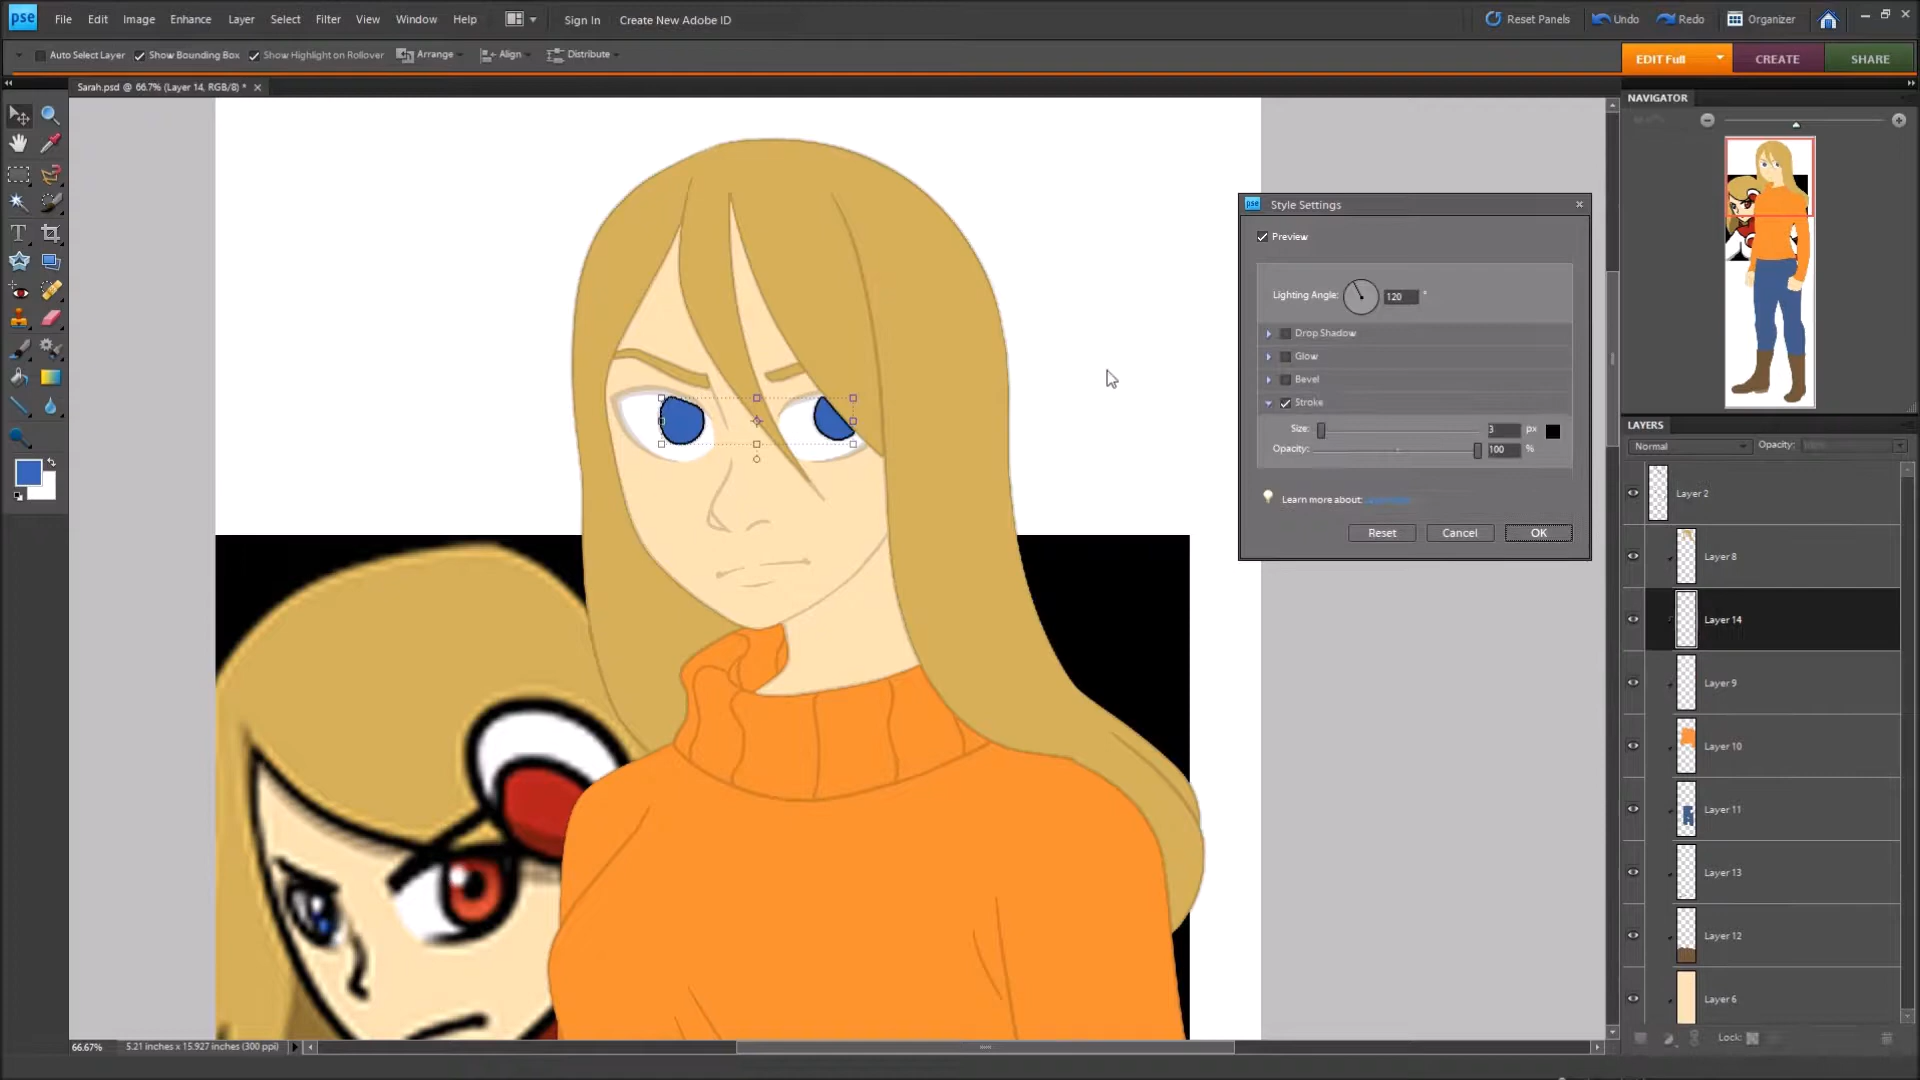 pse File Edit Image Enhance Layer Select Filter View Window Help Sign In Create New Adobe ID Reset Panels Undo Redo Organizer
Auto Select Layer Show Bounding Box Show Highlight on Rollover Arrange Align Distribute EDIT Full CREATE SHARE
Sarah.psd @ 66.7% (Layer 14, RGB/8) *
NAVIGATOR
pse Style Settings
Preview
Lighting Angle: 120 °
Drop Shadow
Glow
Bevel
Stroke
Size: 3 px
Opacity: 100 %
Learn more about:
Reset Cancel OK
LAYERS
Normal Opacity:
Layer 2
Layer 8
Layer 14
Layer 9
Layer 10
Layer 11
Layer 13
Layer 12
Layer 6
Lock:
66.67% 5.21 inches x 15.927 inches (300 ppi)